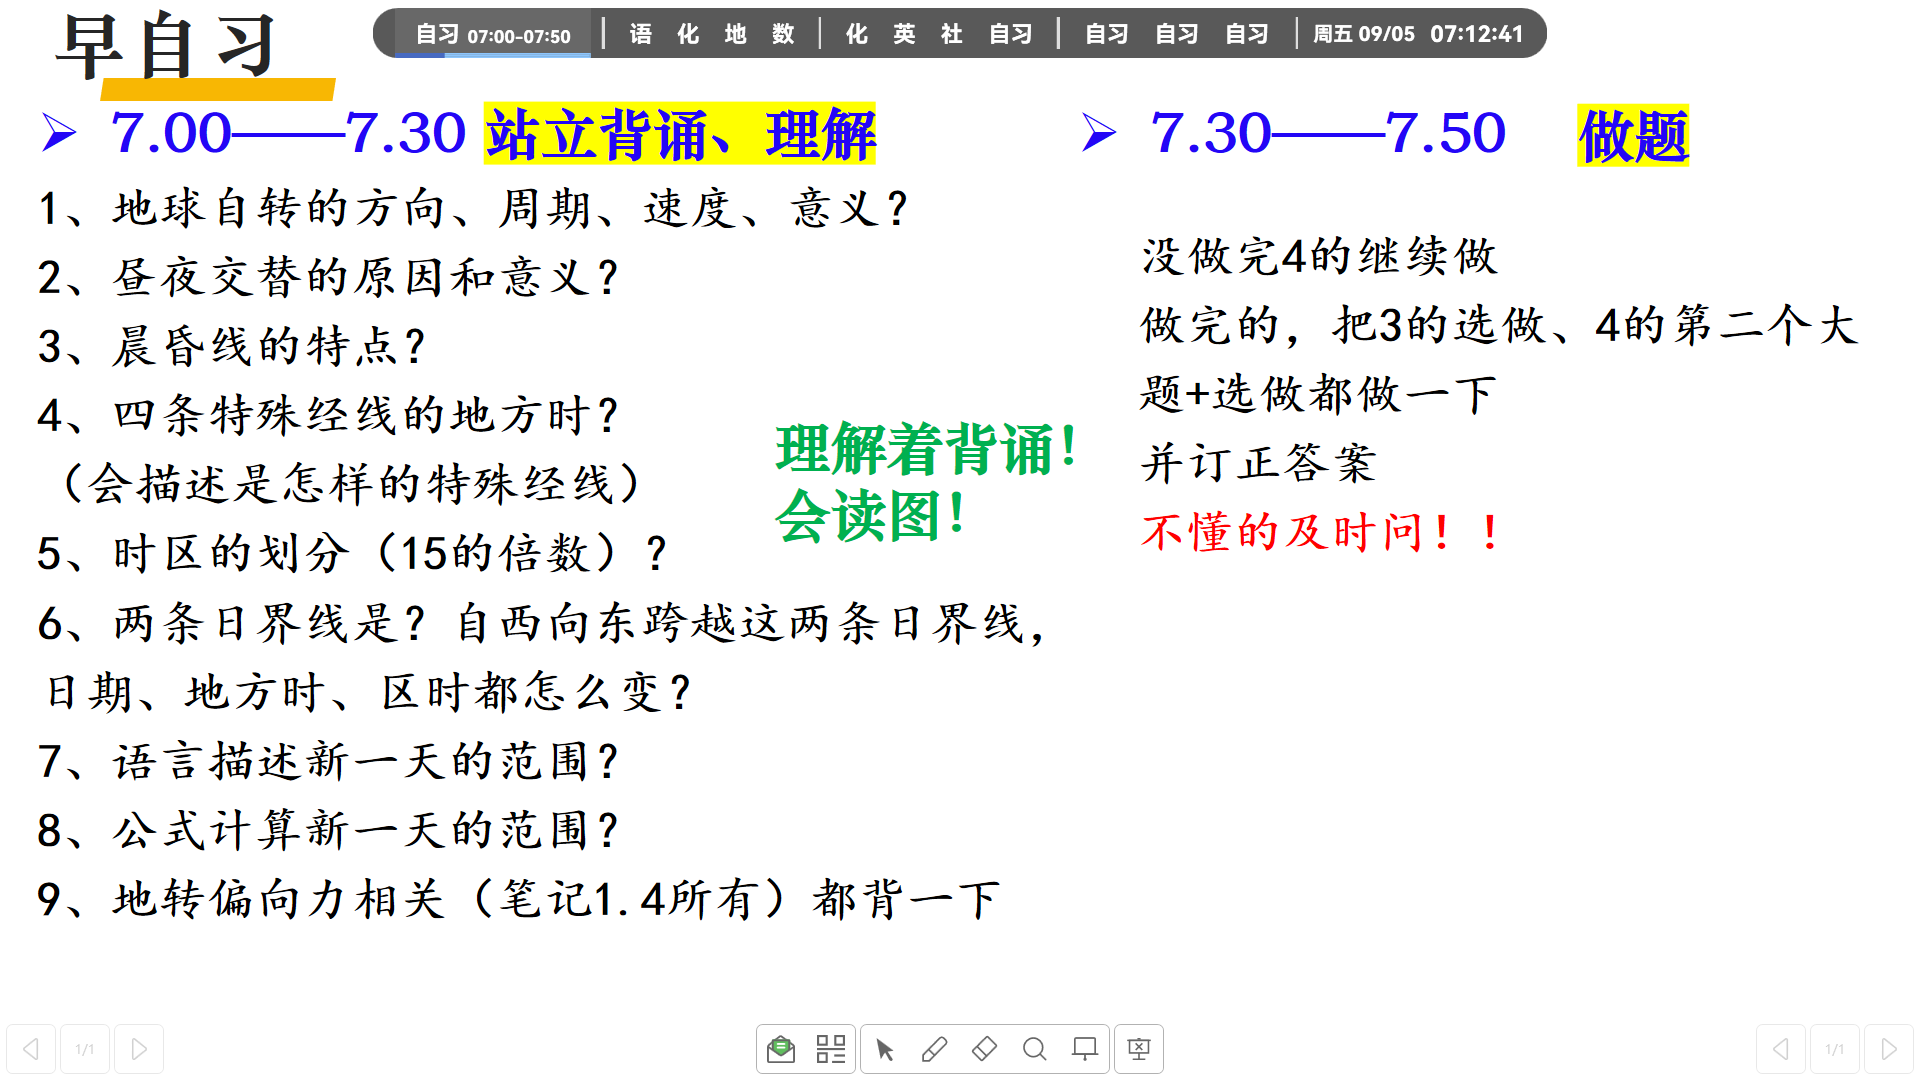 早自习
自习 07:00-07:50 | 语 化 地 数 | 化 英 社 自习 | 自习 自习 自习 | 周五 09/05 07:12:41
➢ 7.00——7.30 站立背诵、理解
1、地球自转的方向、周期、速度、意义?
2、昼夜交替的原因和意义?
3、晨昏线的特点?
4、四条特殊经线的地方时?
（会描述是怎样的特殊经线）
5、时区的划分（15的倍数）?
6、两条日界线是? 自西向东跨越这两条日界线，
日期、地方时、区时都怎么变?
7、语言描述新一天的范围?
8、公式计算新一天的范围?
9、地转偏向力相关（笔记1.4所有）都背一下
理解着背诵！
会读图！
➢ 7.30——7.50 做题
没做完4的继续做
做完的，把3的选做、4的第二个大
题+选做都做一下
并订正答案
不懂的及时问！！
1/1
1/1